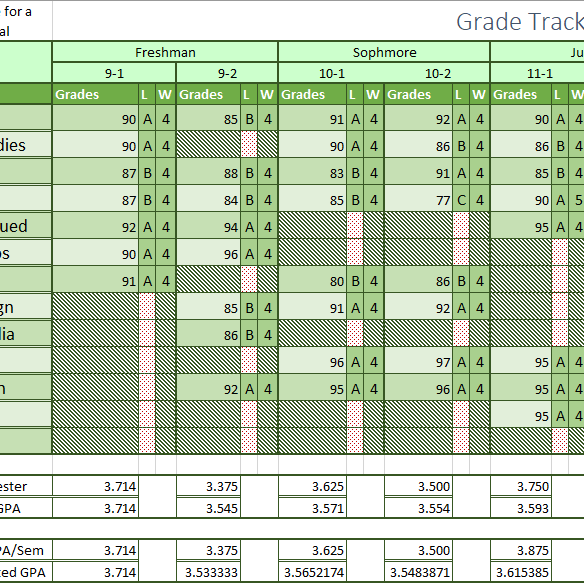 for a
al
Grade Track
Freshman Sophmore Ju
9-1 9-2 10-1 10-2 11-1
Grades L W Grades L W Grades L W Grades L W Grades L W
90 A 4 85 B 4 91 A 4 92 A 4 90 A 4
dies 90 A 4 90 A 4 86 B 4 86 B 4
87 B 4 88 B 4 83 B 4 91 A 4 85 B 4
87 B 4 84 B 4 85 B 4 77 C 4 90 A 5
ued 92 A 4 94 A 4 95 A 4
os 90 A 4 96 A 4
91 A 4 80 B 4 86 B 4
ign 85 B 4 91 A 4 92 A 4
dia 86 B 4
96 A 4 97 A 4 95 A 4
n 92 A 4 95 A 4 96 A 4 95 A 4
95 A 4
ester 3.714 3.375 3.625 3.500 3.750
GPA 3.714 3.545 3.571 3.554 3.593
PA/Sem 3.714 3.375 3.625 3.500 3.875
ted GPA 3.714 3.533333 3.5652174 3.5483871 3.615385